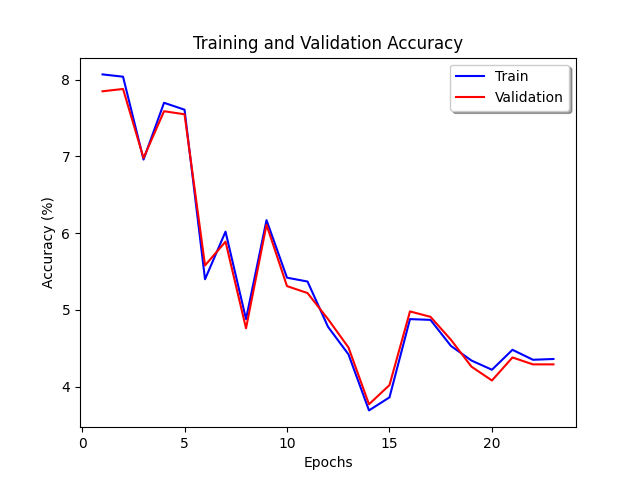 Training and Validation Accuracy
Train
Validation
Accuracy (%)
8
7
6
5
4
0 5 10 15 20
Epochs